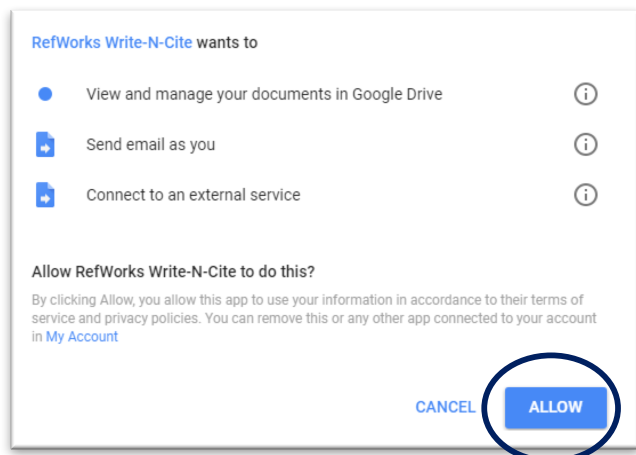 RefWorks Write-N-Cite wants to
View and manage your documents in Google Drive
Send email as you
Connect to an external service
Allow RefWorks Write-N-Cite to do this?
By clicking Allow, you allow this app to use your information in accordance to their terms of
service and privacy policies. You can remove this or any other app connected to your account
in My Account
CANCEL ALLOW